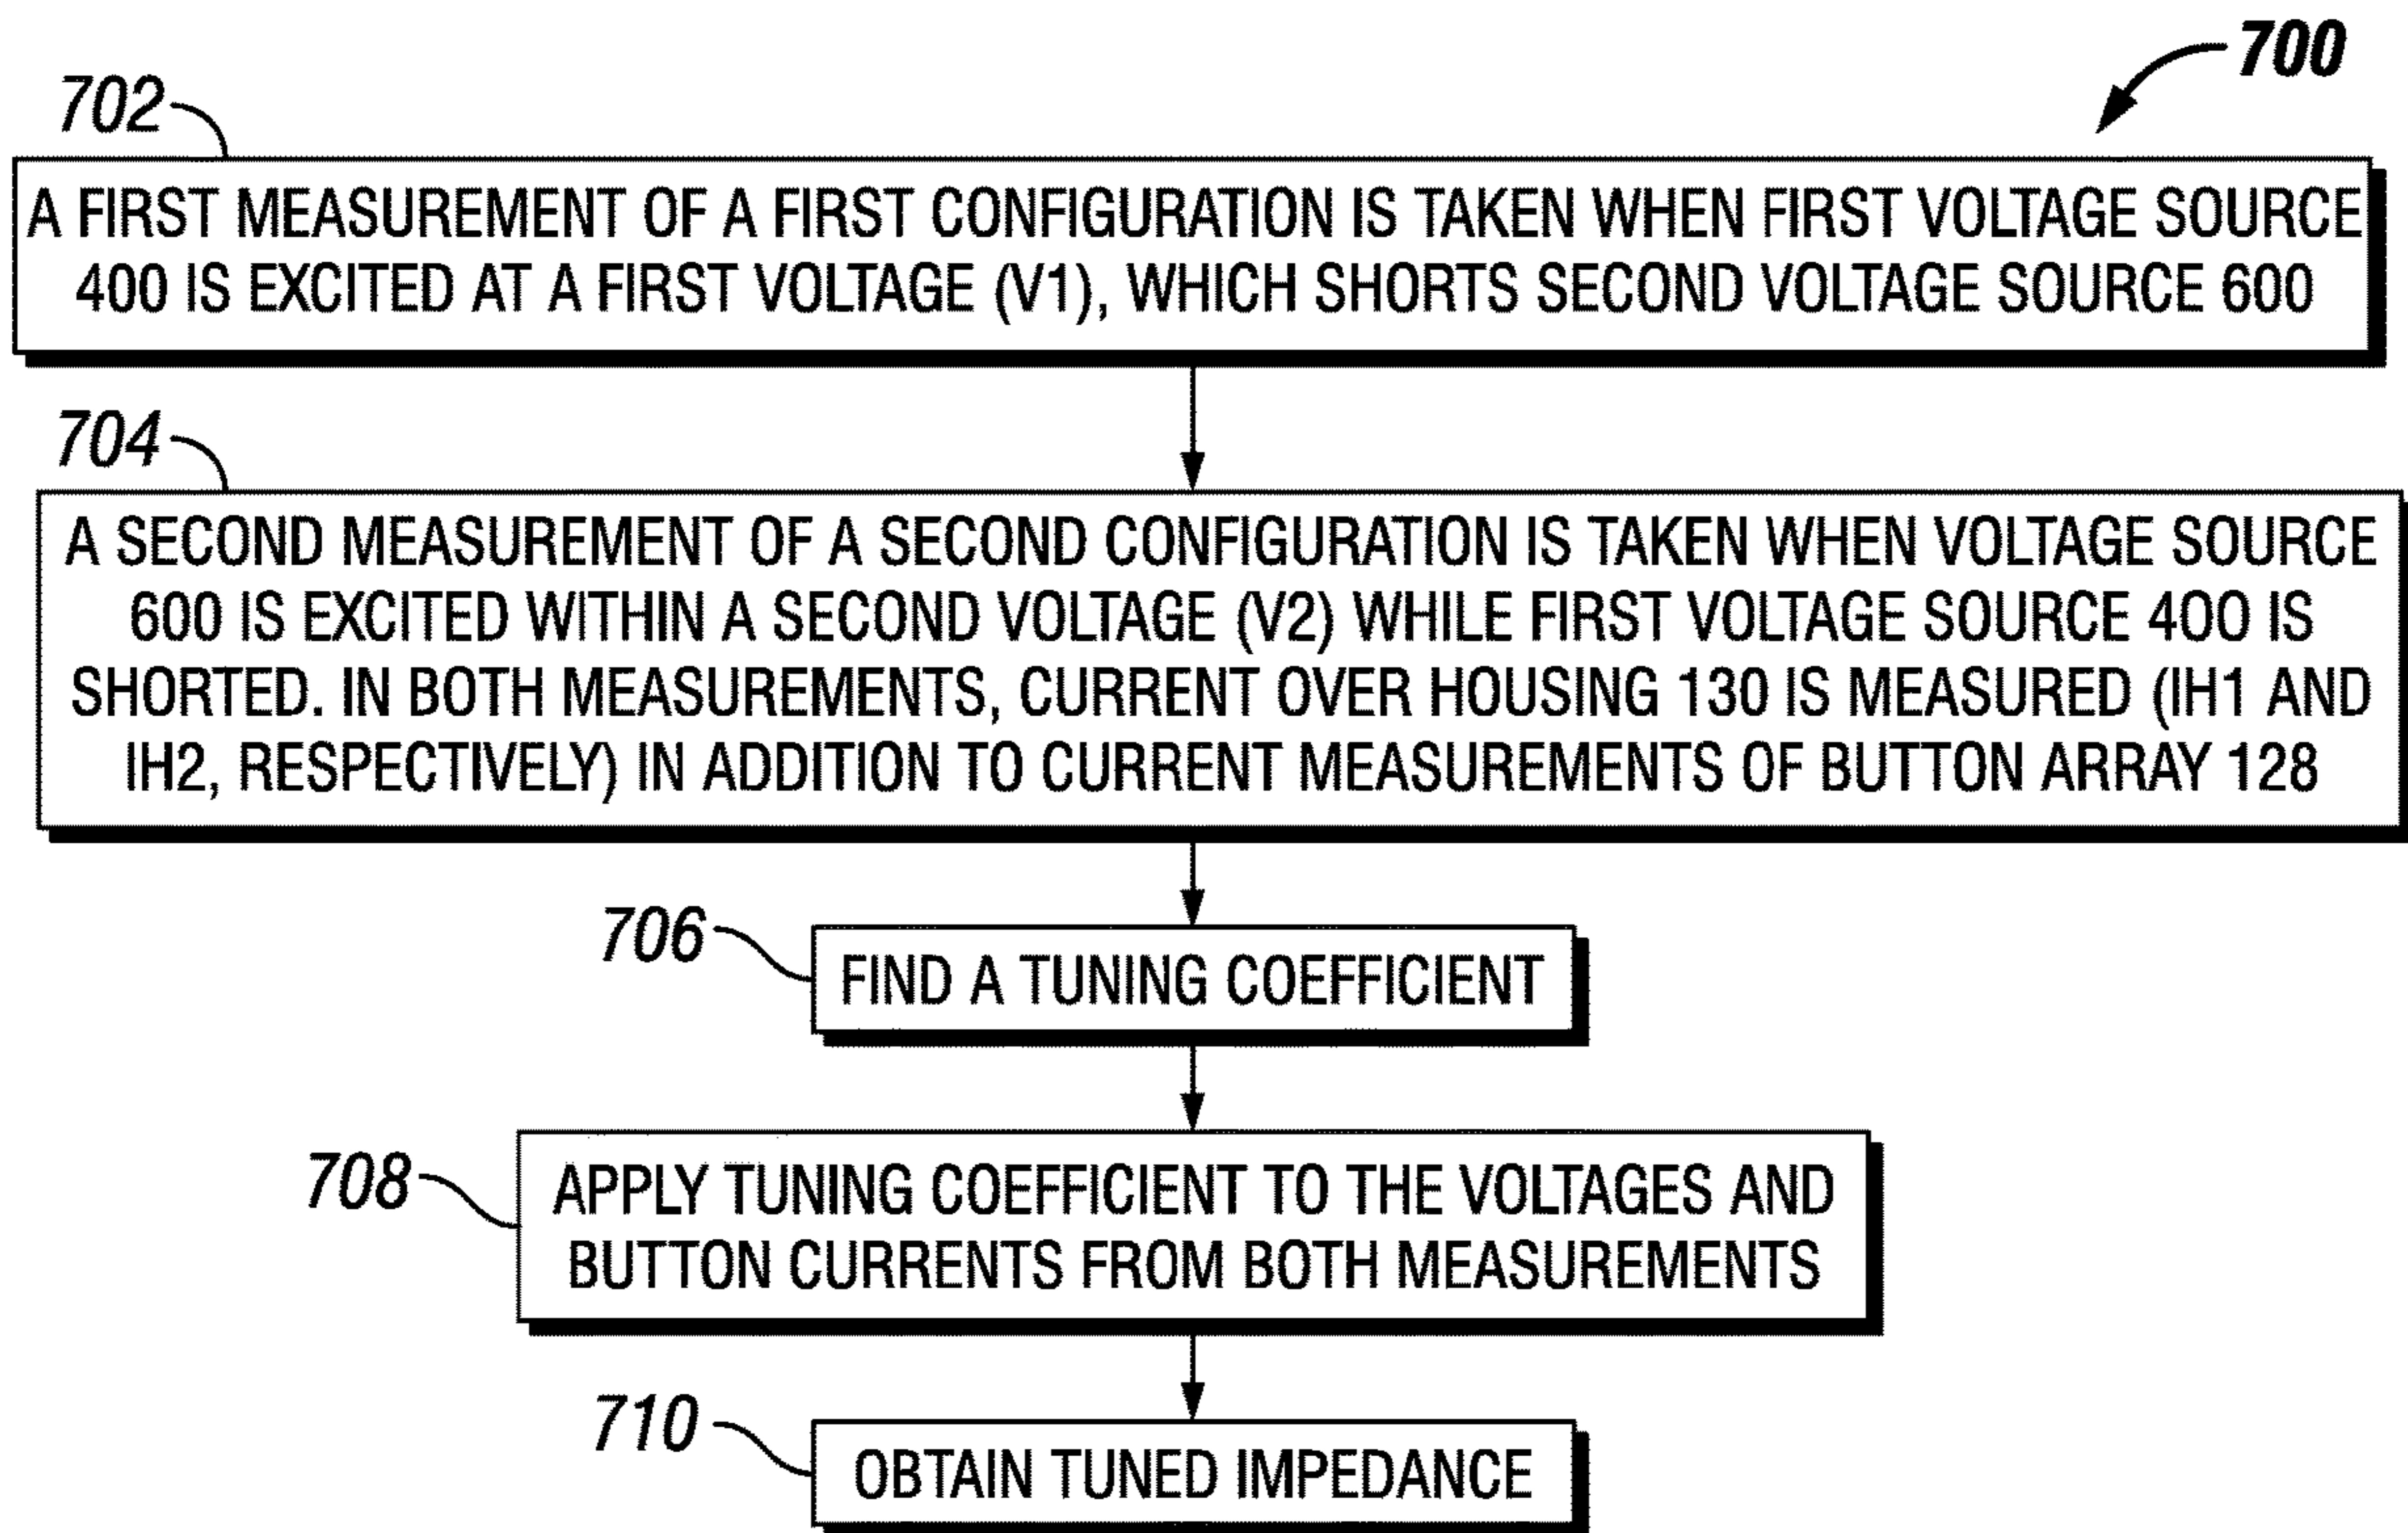 700
702
A FIRST MEASUREMENT OF A FIRST CONFIGURATION IS TAKEN WHEN FIRST VOLTAGE SOURCE
400 IS EXCITED AT A FIRST VOLTAGE (V1), WHICH SHORTS SECOND VOLTAGE SOURCE 600
704
A SECOND MEASUREMENT OF A SECOND CONFIGURATION IS TAKEN WHEN VOLTAGE SOURCE
600 IS EXCITED WITHIN A SECOND VOLTAGE (V2) WHILE FIRST VOLTAGE SOURCE 400 IS
SHORTED. IN BOTH MEASUREMENTS, CURRENT OVER HOUSING 130 IS MEASURED (IH1 AND
IH2, RESPECTIVELY) IN ADDITION TO CURRENT MEASUREMENTS OF BUTTON ARRAY 128
706
FIND A TUNING COEFFICIENT
708
APPLY TUNING COEFFICIENT TO THE VOLTAGES AND
BUTTON CURRENTS FROM BOTH MEASUREMENTS
710
OBTAIN TUNED IMPEDANCE